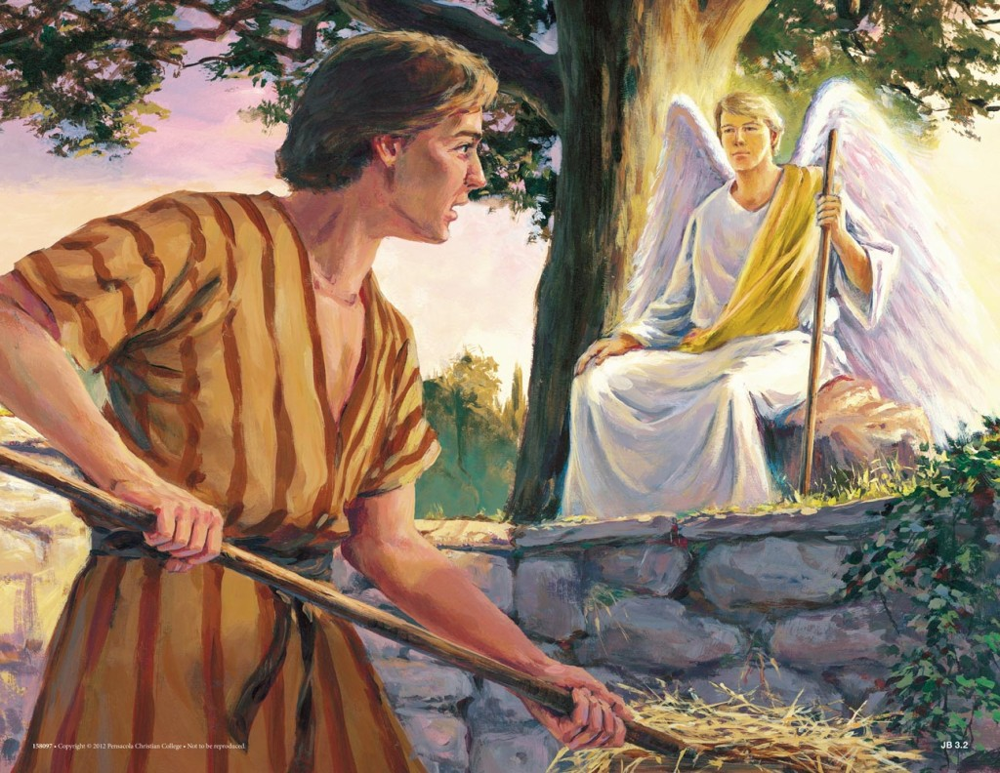 158097 • Copyright © 2012 Pensacola Christian College • Not to be reproduced.
JB 3.2